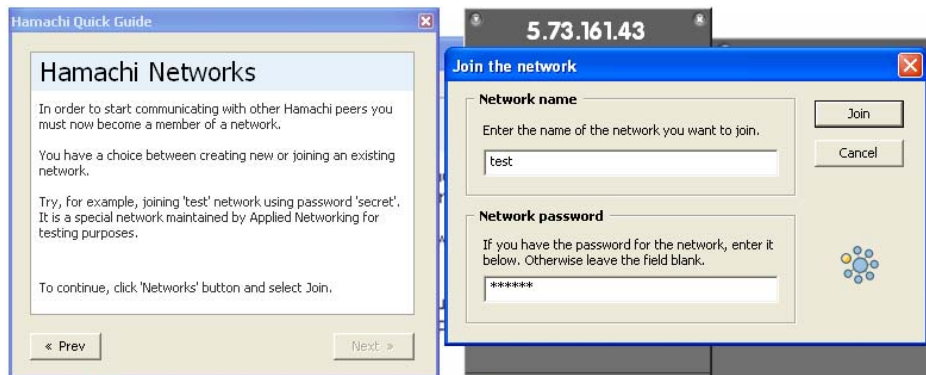 Hamachi Quick Guide
Hamachi Networks
In order to start communicating with other Hamachi peers you
must now become a member of a network.
You have a choice between creating new or joining an existing
network.
Try, for example, joining 'test' network using password 'secret'.
It is a special network maintained by Applied Networking for
testing purposes.
To continue, click 'Networks' button and select Join.
« Prev
Next »
5.73.161.43
Join the network
Network name
Enter the name of the network you want to join.
test
Join
Cancel
Network password
If you have the password for the network, enter it
below. Otherwise leave the field blank.
******